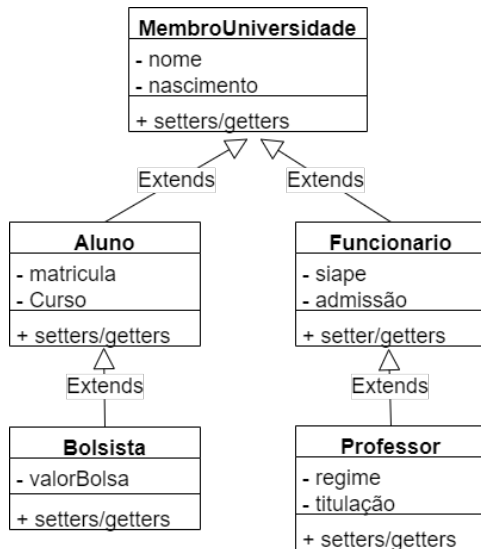 MembroUniversidade
- nome
- nascimento
+ setters/getters
Extends
Extends
Aluno
- matricula
- Curso
+ setters/getters
Funcionario
- siape
- admissão
+ setter/getters
Extends
Extends
Bolsista
- valorBolsa
+ setters/getters
Professor
- regime
- titulação
+ setters/getters